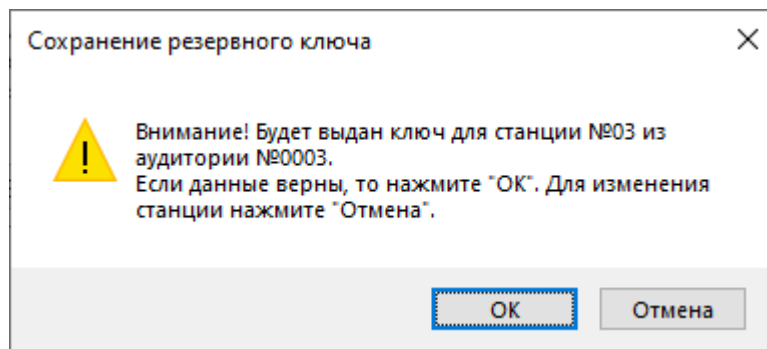 Сохранение резервного ключа
Внимание! Будет выдан ключ для станции №03 из
аудитории №0003.
Если данные верны, то нажмите "ОК". Для изменения
станции нажмите "Отмена".
ОК
Отмена